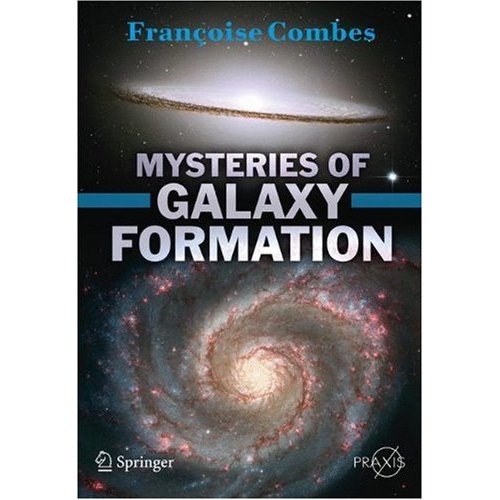 Françoise Combes
MYSTERIES OF
GALAXY
FORMATION
Springer
PRAXIS